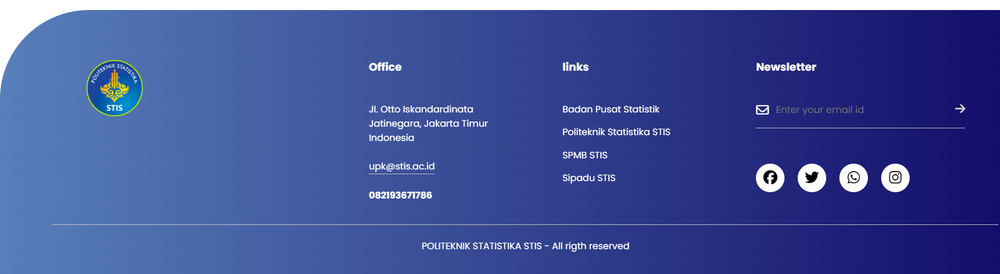 POLITEKNIK STATISTIKA
STIS
Office
Jl. Otto Iskandardinata
Jatinegara, Jakarta Timur
Indonesia
upk@stis.ac.id
082193671786
links
Badan Pusat Statistik
Politeknik Statistika STIS
SPMB STIS
Sipadu STIS
Newsletter
Enter your email id
POLITEKNIK STATISTIKA STIS - All rigth reserved